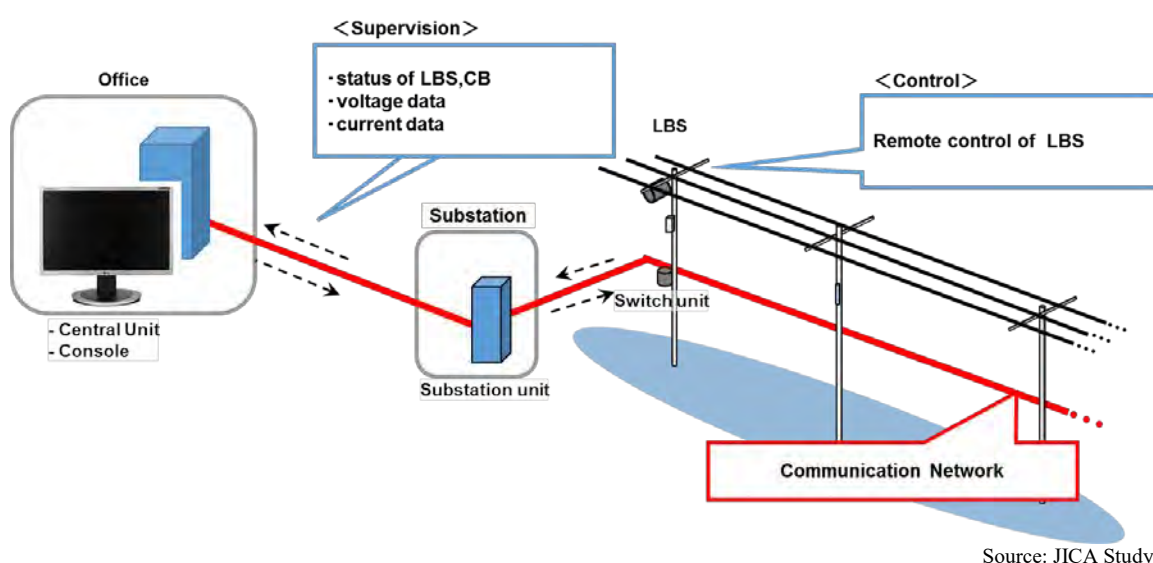 ＜Supervision＞
Office
･status of LBS,CB
･voltage data
･current data
＜Control＞
Remote control of LBS
LBS
Substation
Switch unit
- Central Unit
- Console
Substation unit
Communication Network
Source: JICA Study